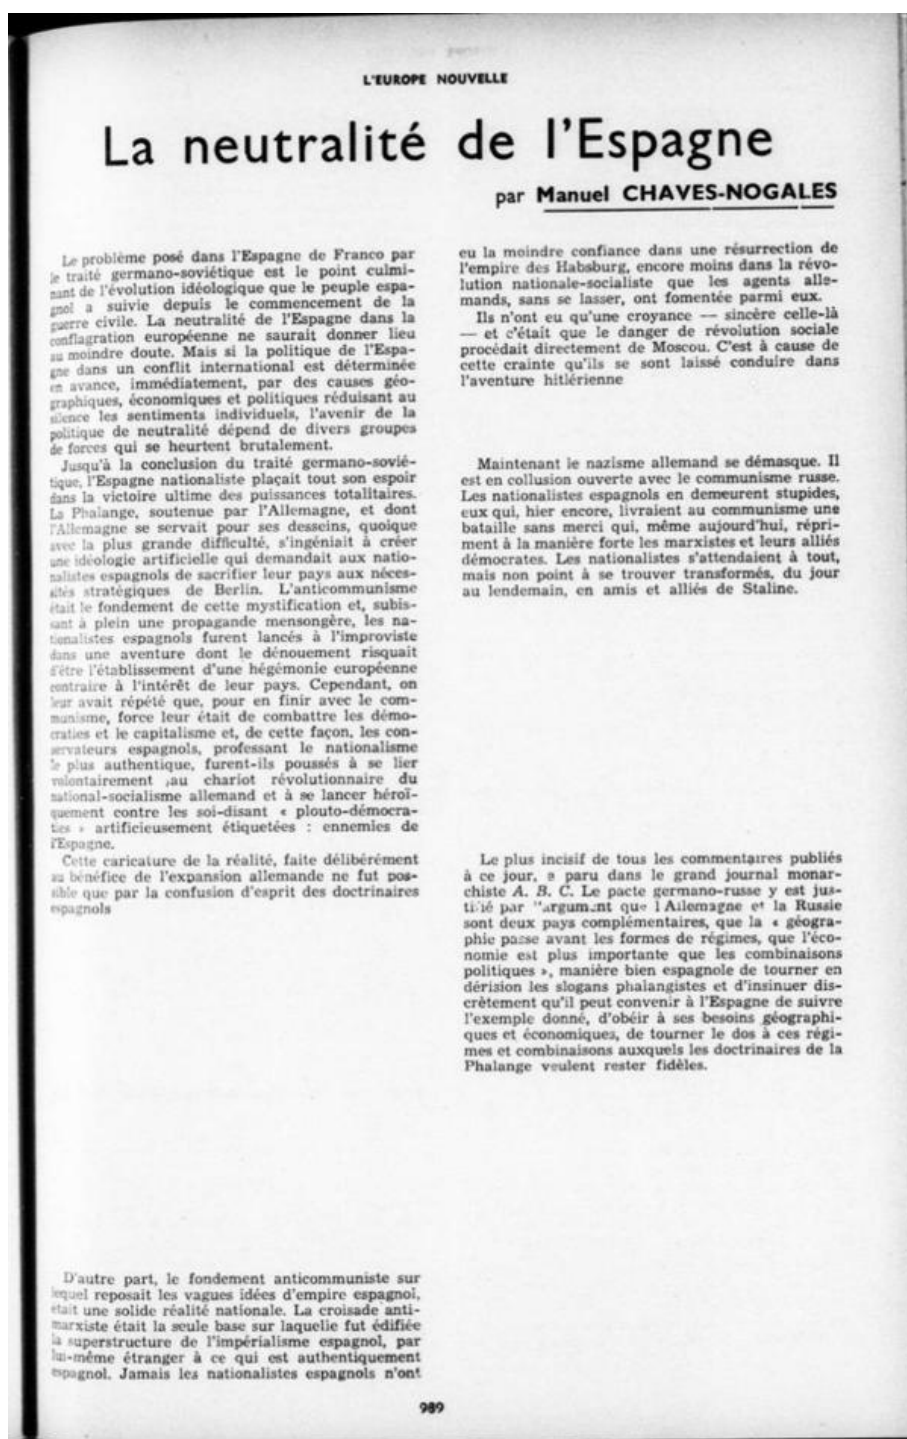 L'EUROPE NOUVELLE
La neutralité de l'Espagne
par Manuel CHAVES-NOGALES
Le problème posé dans l'Espagne de Franco par
le traité germano-soviétique est le point culmi-
nant de l'évolution idéologique que le peuple espa-
gnol a suivie depuis le commencement de la
guerre civile. La neutralité de l'Espagne dans la
conflagration européenne ne saurait donner lieu
au moindre doute. Mais si la politique de l'Espa-
gne dans un conflit international est déterminée
en avance, immédiatement, par des causes géo-
graphiques, économiques et politiques réduisant au
silence les sentiments individuels, l'avenir de la
politique de neutralité dépend de divers groupes
de forces qui se heurtent brutalement.
Jusqu'à la conclusion du traité germano-sovié-
tique, l'Espagne nationaliste plaçait tout son espoir
dans la victoire ultime des puissances totalitaires.
La Phalange, soutenue par l'Allemagne, et dont
l'Allemagne se servait pour ses desseins, quoique
avec la plus grande difficulté, s'ingéniait à créer
une idéologie artificielle qui demandait aux natio-
nalistes espagnols de sacrifier leur pays aux néces-
sités stratégiques de Berlin. L'anticommunisme
était le fondement de cette mystification et, subis-
sant à plein une propagande mensongère, les na-
tionalistes espagnols furent lancés à l'improviste
dans une aventure dont le dénouement risquait
d'être l'établissement d'une hégémonie européenne
contraire à l'intérêt de leur pays. Cependant, on
leur avait répété que, pour en finir avec le com-
munisme, force leur était de combattre les démo-
craties et le capitalisme et, de cette façon, les con-
servateurs espagnols, professant le nationalisme
le plus authentique, furent-ils poussés à se lier
volontairement au chariot révolutionnaire du
national-socialisme allemand et à se lancer héroï-
quement contre les soi-disant « plouto-démocra-
ties » artificieusement étiquetées : ennemies de
l'Espagne.
Cette caricature de la réalité, faite délibérément
au bénéfice de l'expansion allemande ne fut pos-
sible que par la confusion d'esprit des doctrinaires
espagnols
D'autre part, le fondement anticommuniste sur
lequel reposait les vagues idées d'empire espagnol,
était une solide réalité nationale. La croisade anti-
marxiste était la seule base sur laquelle fut édifiée
la superstructure de l'impérialisme espagnol, par
lui-même étranger à ce qui est authentiquement
espagnol. Jamais les nationalistes espagnols n'ont
eu la moindre confiance dans une résurrection de
l'empire des Habsburg, encore moins dans la révo-
lution nationale-socialiste que les agents alle-
mands, sans se lasser, ont fomentée parmi eux.
Ils n'ont eu qu'une croyance — sincère celle-là
— et c'était que le danger de révolution sociale
procédait directement de Moscou. C'est à cause de
cette crainte qu'ils se sont laissé conduire dans
l'aventure hitlérienne
Maintenant le nazisme allemand se démasque. Il
est en collusion ouverte avec le communisme russe.
Les nationalistes espagnols en demeurent stupides,
eux qui, hier encore, livraient au communisme une
bataille sans merci qui, même aujourd'hui, répri-
ment à la manière forte les marxistes et leurs alliés
démocrates. Les nationalistes s'attendaient à tout,
mais non point à se trouver transformés, du jour
au lendemain, en amis et alliés de Staline.
Le plus incisif de tous les commentaires publiés
à ce jour, a paru dans le grand journal monar-
chiste A. B. C. Le pacte germano-russe y est jus-
tifié par l'argument que l'Allemagne et la Russie
sont deux pays complémentaires, que la « géogra-
phie passe avant les formes de régimes, que l'éco-
nomie est plus importante que les combinaisons
politiques », manière bien espagnole de tourner en
dérision les slogans phalangistes et d'insinuer dis-
crètement qu'il peut convenir à l'Espagne de suivre
l'exemple donné, d'obéir à ses besoins géographi-
ques et économiques, de tourner le dos à ces régi-
mes et combinaisons auxquels les doctrinaires de la
Phalange veulent rester fidèles.
989